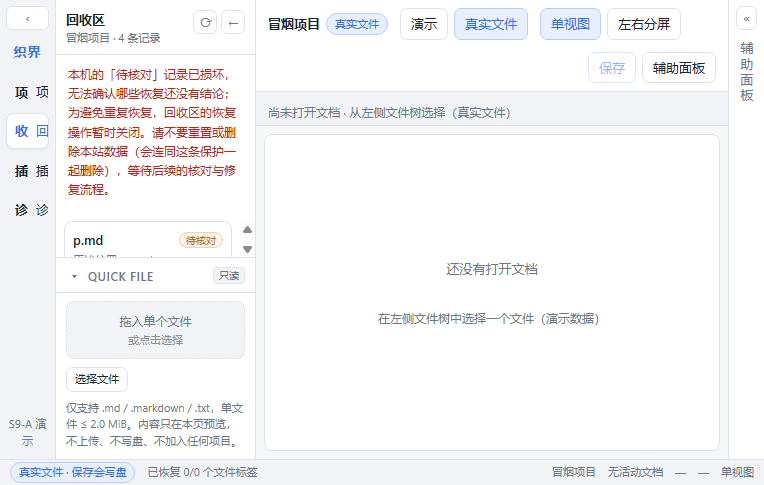 ‹
织界
项 项
收 回
插 插
诊 诊
S9-A 演
示
回收区
冒烟项目 · 4 条记录
←
本机的「待核对」记录已损坏，
无法确认哪些恢复还没有结论；
为避免重复恢复，回收区的恢复
操作暂时关闭。请不要重置或删
除本站数据（会连同这条保护一
起删除），等待后续的核对与修
复流程。
p.md
待核对
QUICK FILE
只读
拖入单个文件
或点击选择
选择文件
仅支持 .md / .markdown / .txt，单文
件 ≤ 2.0 MiB。内容只在本页预览，
不上传、不写盘、不加入任何项目。
冒烟项目 真实文件 演示 真实文件 单视图 左右分屏
保存 辅助面板
尚未打开文档 · 从左侧文件树选择（真实文件）
还没有打开文档
在左侧文件树中选择一个文件（演示数据）
«
辅
助
面
板
真实文件 · 保存会写盘 已恢复 0/0 个文件标签 冒烟项目 无活动文档 — — 单视图